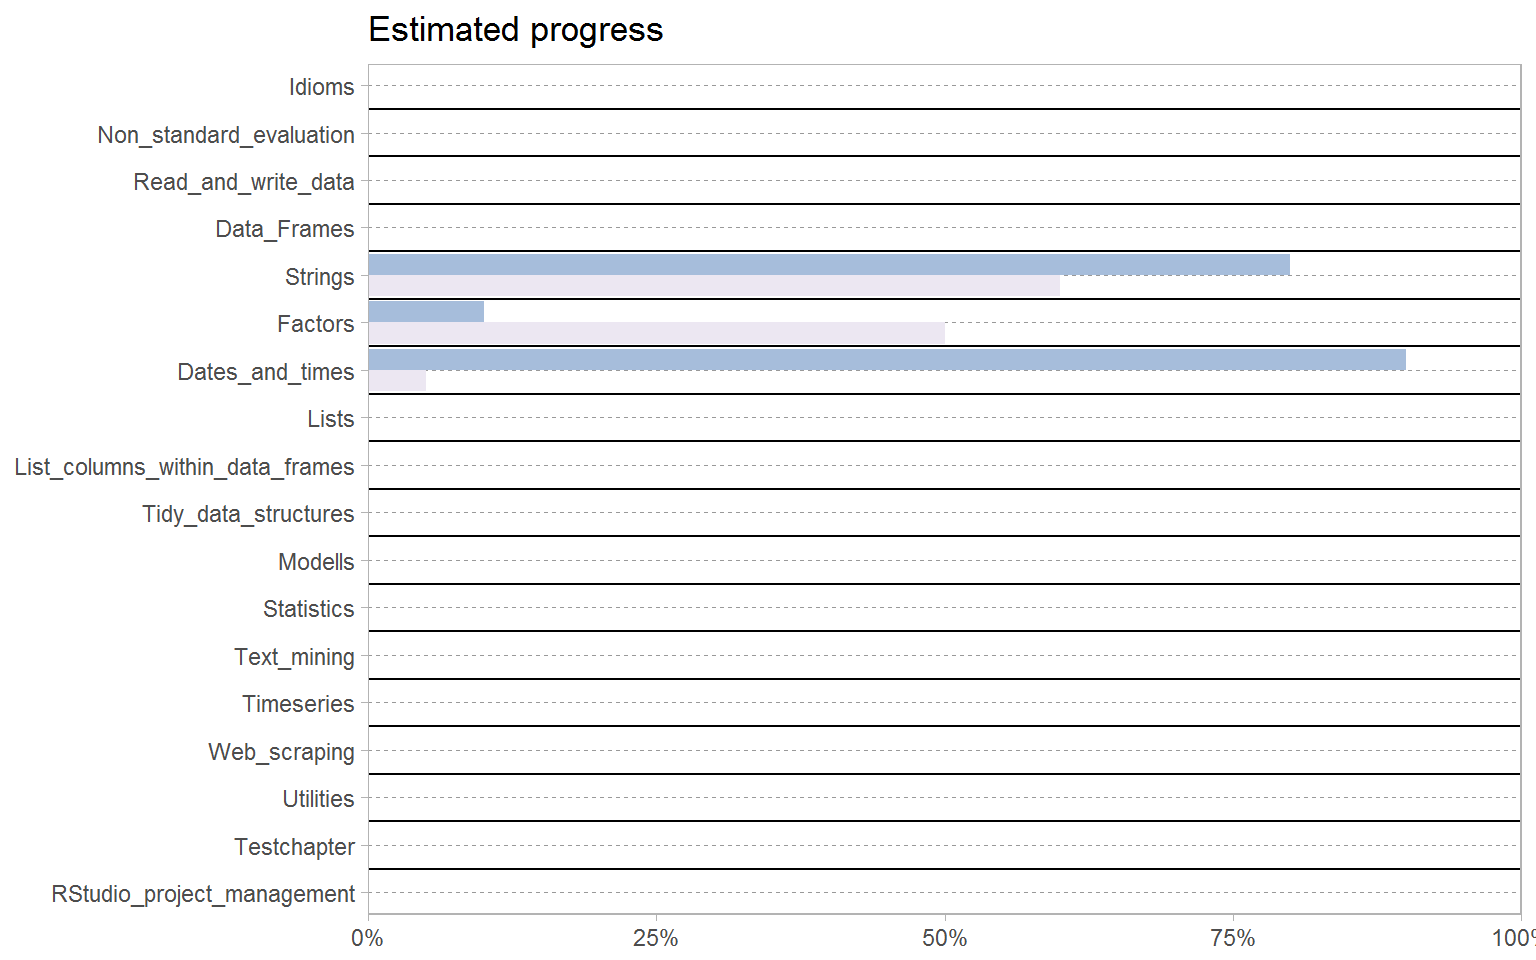 Estimated progress
Idioms
Non_standard_evaluation
Read_and_write_data
Data_Frames
Strings
Factors
Dates_and_times
Lists
List_columns_within_data_frames
Tidy_data_structures
Modells
Statistics
Text_mining
Timeseries
Web_scraping
Utilities
Testchapter
RStudio_project_management
0% 25% 50% 75% 100%